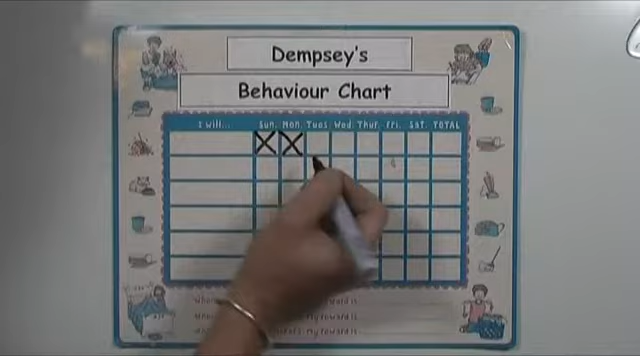 Dempsey's
Behaviour Chart
I will... Sun. Mon. Tues. Wed. Thur. Fri. Sat. TOTAL
X X
My reward is
My reward is
My reward is